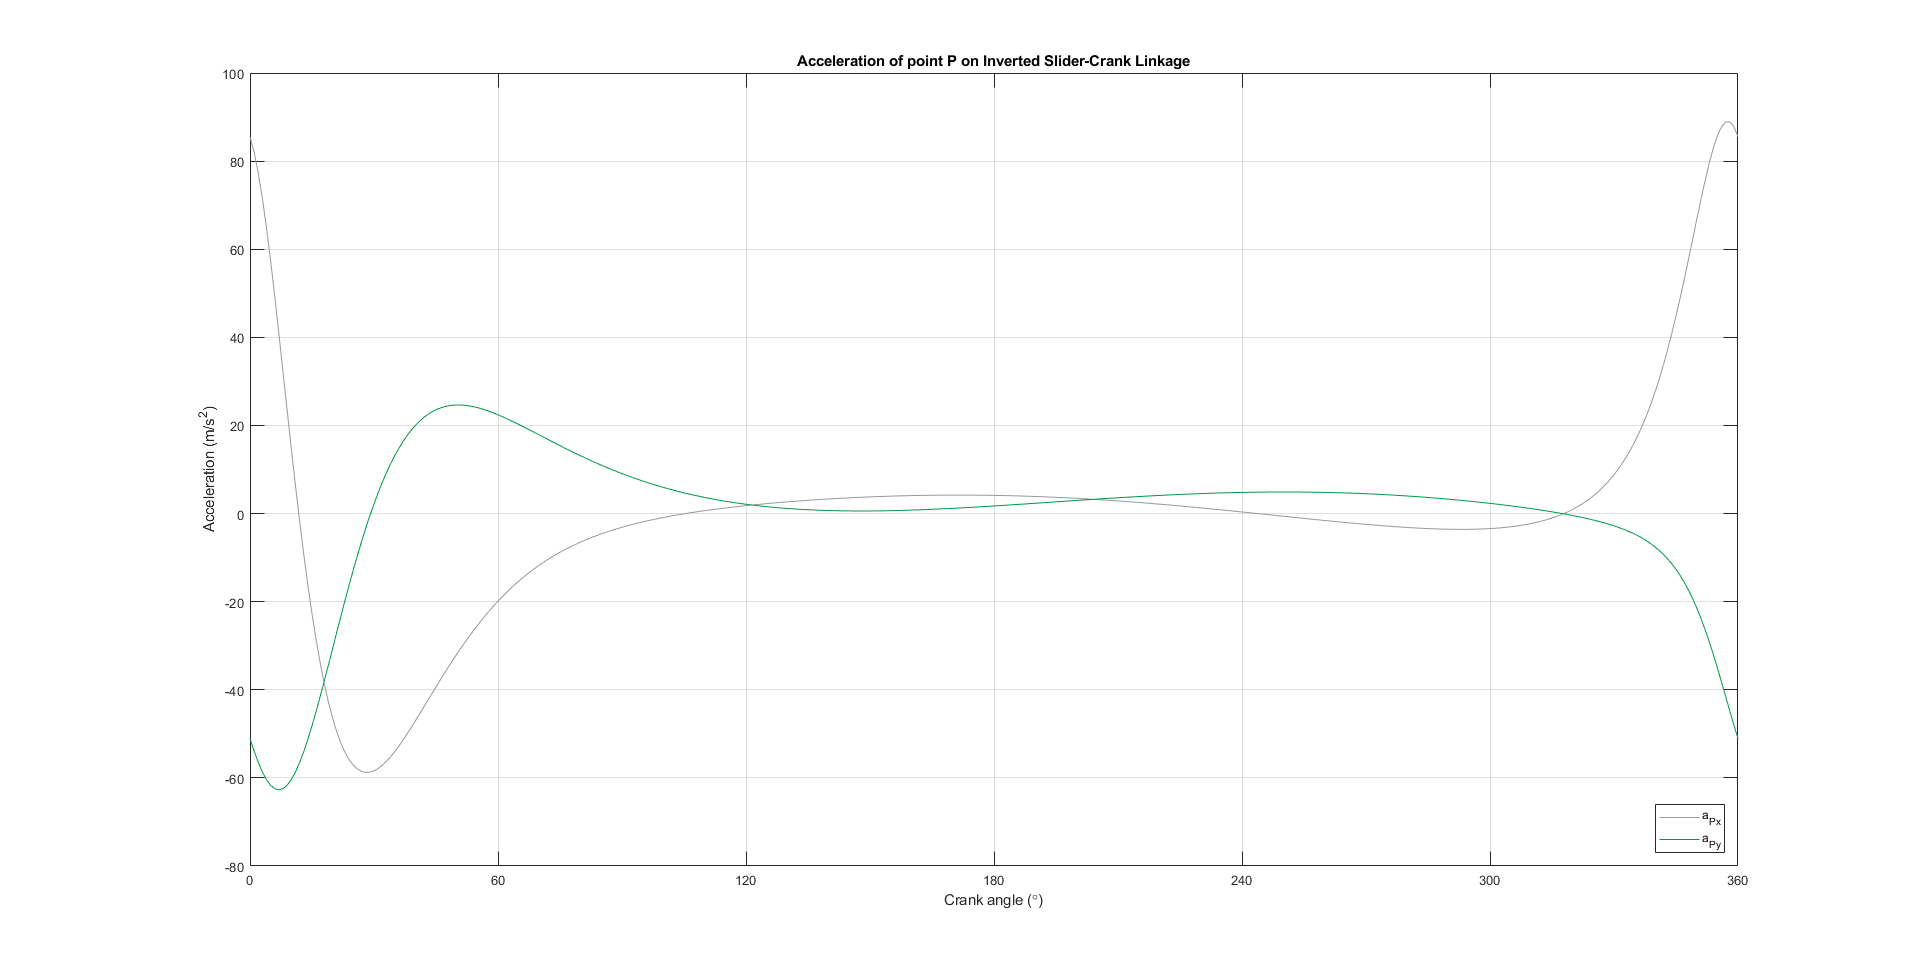 Acceleration of point P on Inverted Slider-Crank Linkage
100
80
60
40
20
0
-20
-40
-60
-80
Acceleration (m/s²)
0 60 120 180 240 300 360
Crank angle (°)
aPx
aPy